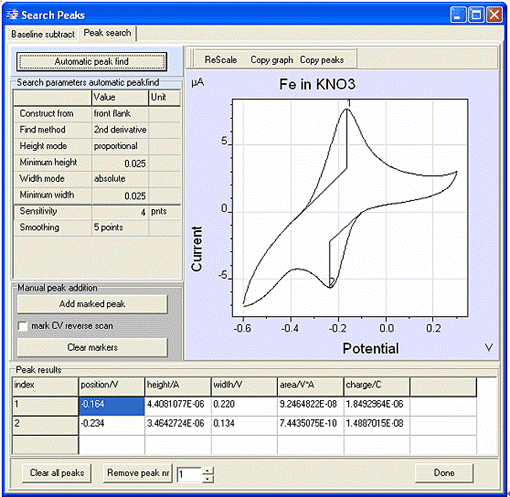 Search Peaks
Baseline subtract Peak search
Automatic peak find
Search parameters automatic peakfind
Value Unit
Construct from front flank
Find method 2nd derivative
Height mode proportional
Minimum height 0.025
Width mode absolute
Minimum width 0.025
Sensitivity 4 pnts
Smoothing 5 points
Manual peak addition
Add marked peak
mark CV reverse scan
Clear markers
ReScale Copy graph Copy peaks
µA Fe in KNO3
1
5
0
-5
2
Current
-0.6 -0.4 -0.2 0.0 0.2
Potential V
Peak results
index position/V height/A width/V area/V*A charge/C
1 -0.164 4.4081077E-06 0.220 9.2464822E-08 1.8492964E-06
2 -0.234 3.4642724E-06 0.134 7.4435075E-10 1.4887015E-08
Clear all peaks Remove peak nr 1 Done